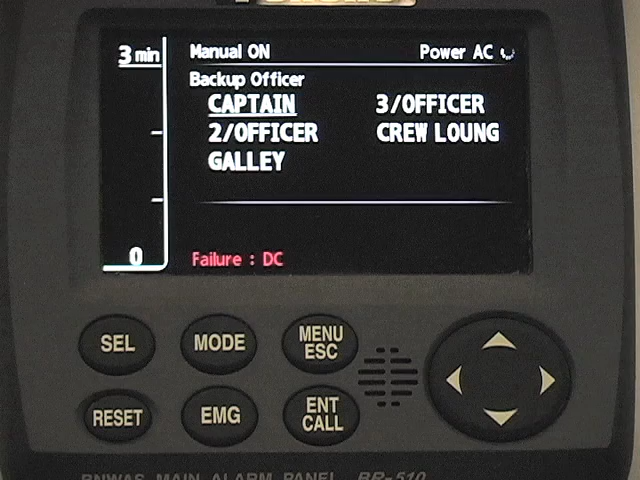 3 min
Manual ON Power AC
Backup Officer
CAPTAIN 3/OFFICER
2/OFFICER CREW LOUNG
GALLEY
0
Failure : DC
SEL MODE MENU
ESC
RESET EMG ENT
CALL
BNWAS MAIN ALARM PANEL BR-510